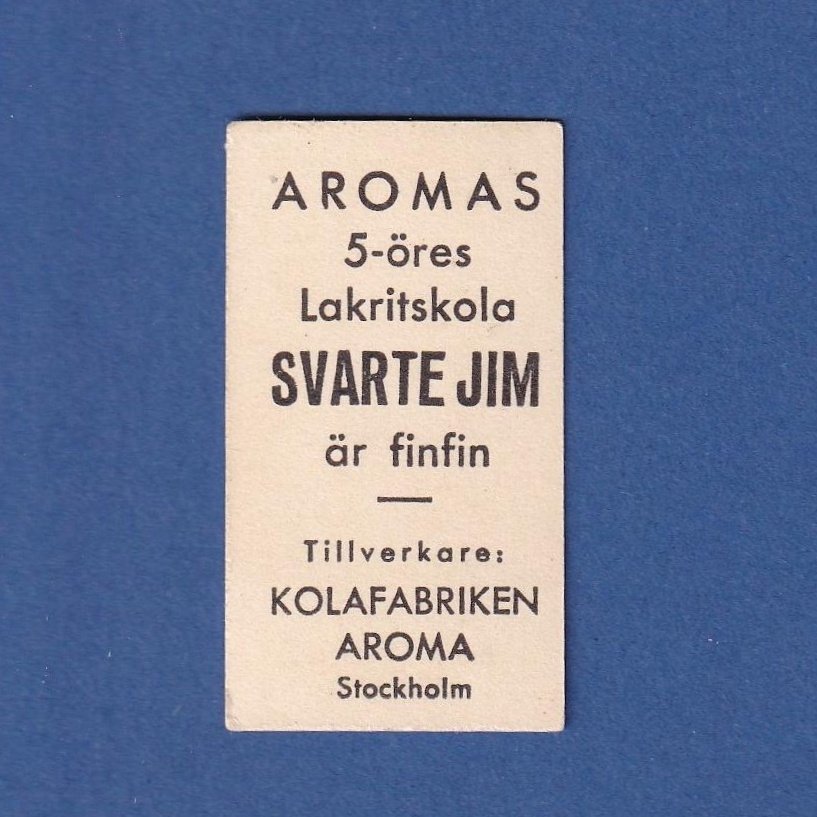 AROMAS
5-öres
Lakritskola
SVARTE JIM
är finfin
Tillverkare:
KOLAFABRIKEN
AROMA
Stockholm